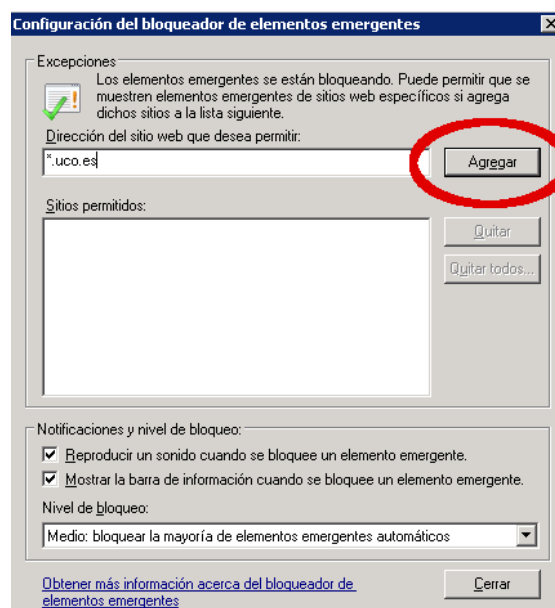 Configuración del bloqueador de elementos emergentes
Excepciones
Los elementos emergentes se están bloqueando. Puede permitir que se
muestren elementos emergentes de sitios web específicos si agrega
dichos sitios a la lista siguiente.
Dirección del sitio web que desea permitir:
*.uco.es
Agregar
Sitios permitidos:
Quitar
Quitar todos...
Notificaciones y nivel de bloqueo:
Reproducir un sonido cuando se bloquee un elemento emergente.
Mostrar la barra de información cuando se bloquee un elemento emergente.
Nivel de bloqueo:
Medio: bloquear la mayoría de elementos emergentes automáticos
Obtener más información acerca del bloqueador de
elementos emergentes
Cerrar